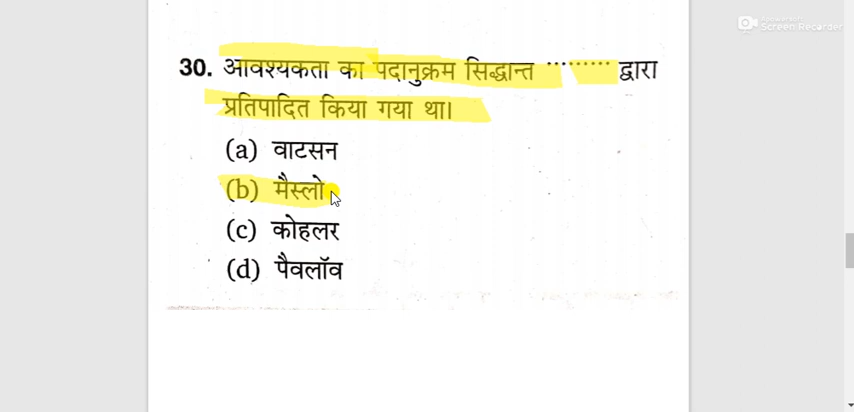 30. आवश्यकता का पदानुक्रम सिद्धान्त ········· द्वारा
प्रतिपादित किया गया था।
(a) वाटसन
(b) मैस्लो
(c) कोहलर
(d) पैवलॉव
Screen Recorder